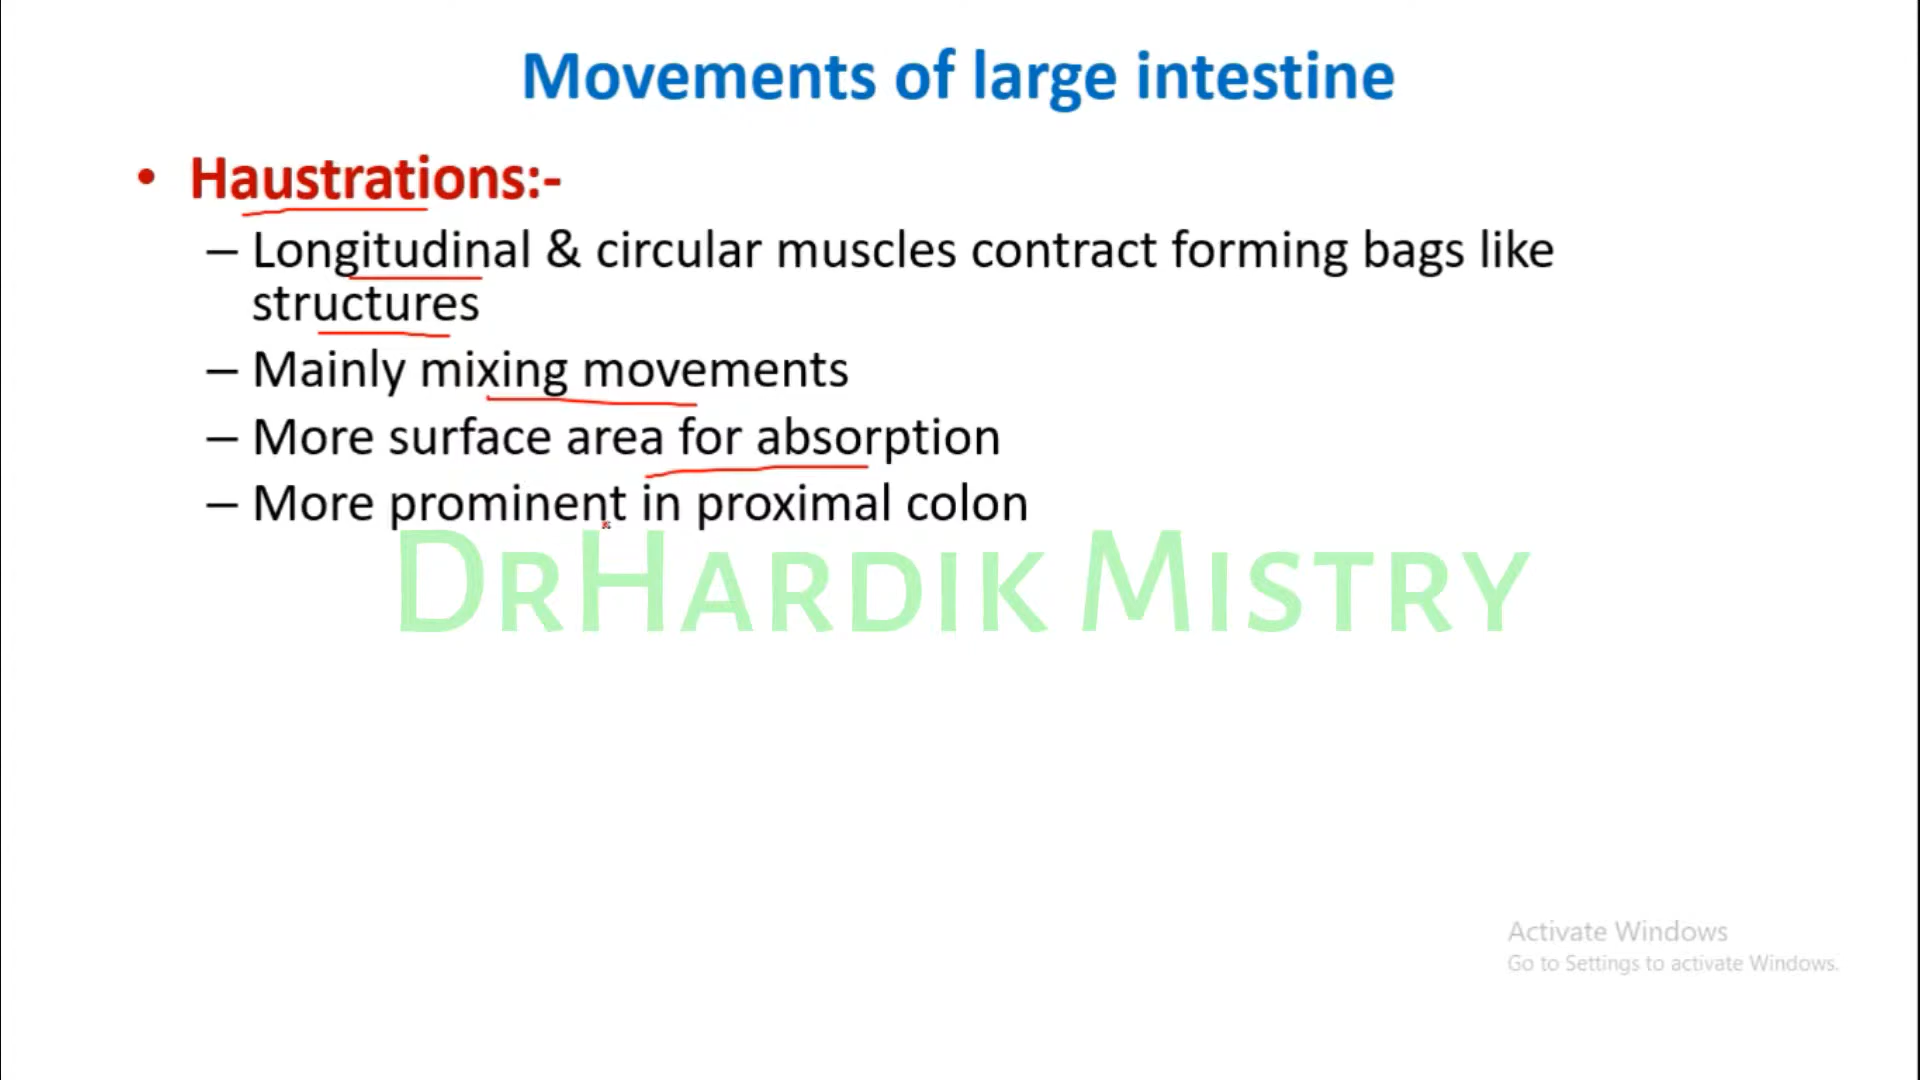 Movements of large intestine
• Haustrations:-
– Longitudinal & circular muscles contract forming bags like
structures
– Mainly mixing movements
– More surface area for absorption
– More prominent in proximal colon
DrHardik Mistry
Activate Windows
Go to Settings to activate Windows.